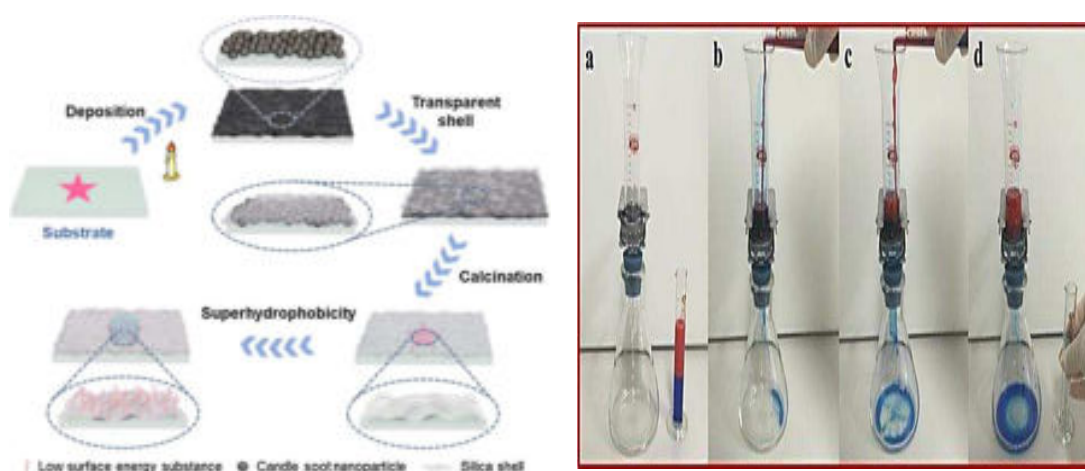 Deposition
Transparent
shell
Substrate
Calcination
Superhydrophobicity
Low surface energy substance
Candle soot nanoparticle
Silica shell
a
b
c
d